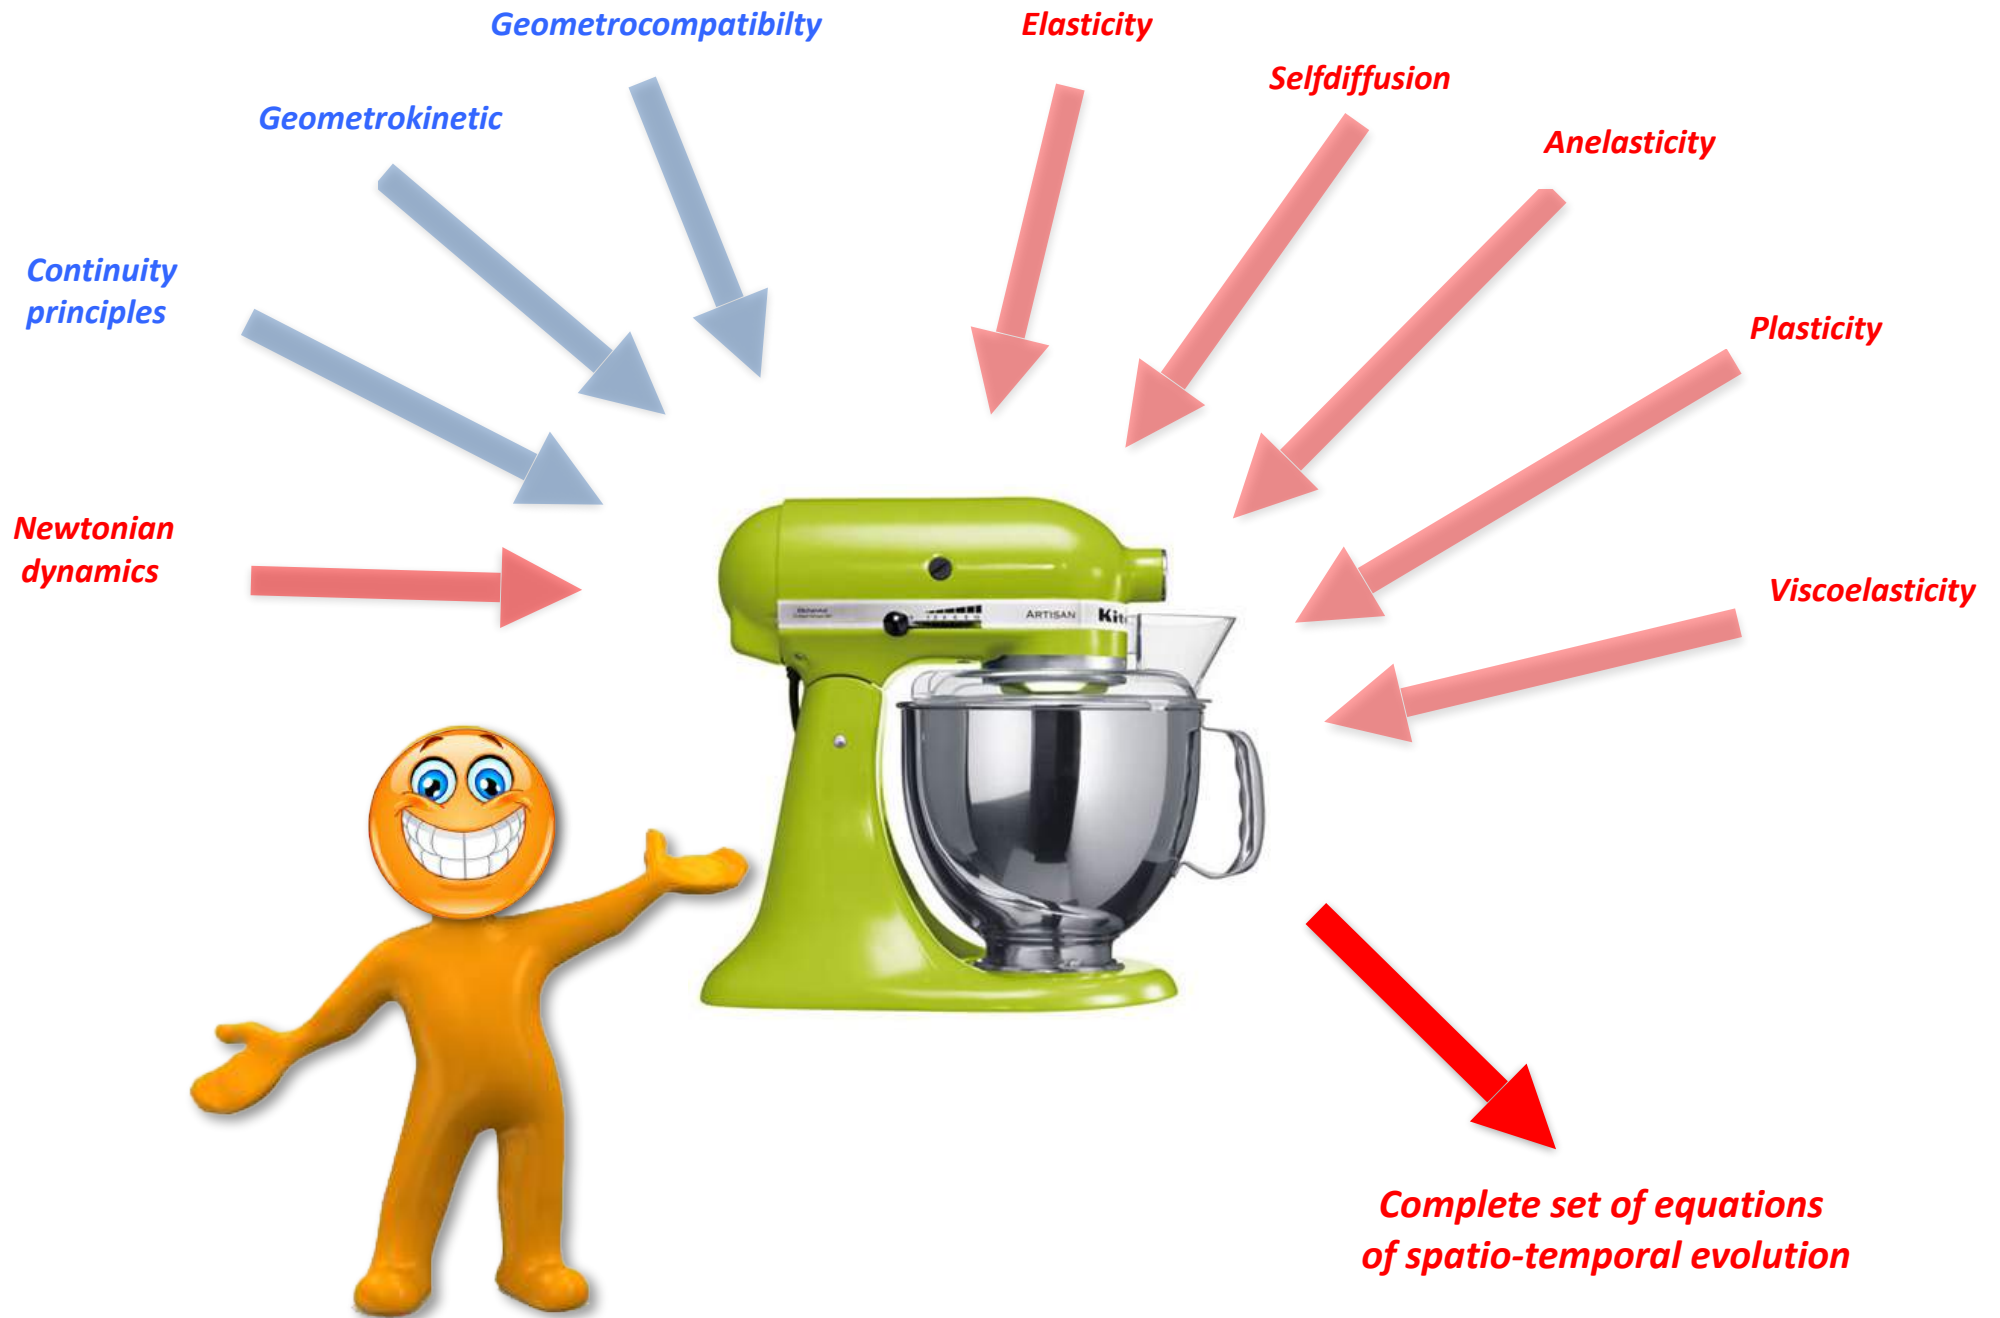 Geometrocompatibilty
Elasticity
Selfdiffusion
Geometrokinetic
Anelasticity
Continuity
principles
Plasticity
Newtonian
dynamics
Viscoelasticity
ARTISAN
Complete set of equations
of spatio-temporal evolution